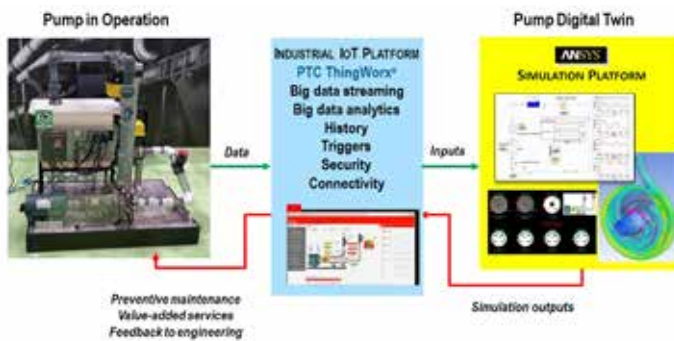 Pump in Operation
Pump Digital Twin
INDUSTRIAL IOT PLATFORM
PTC ThingWorx®
Big data streaming
Big data analytics
History
Triggers
Security
Connectivity
ANSYS
SIMULATION PLATFORM
Data
Inputs
Preventive maintenance
Value-added services
Feedback to engineering
Simulation outputs